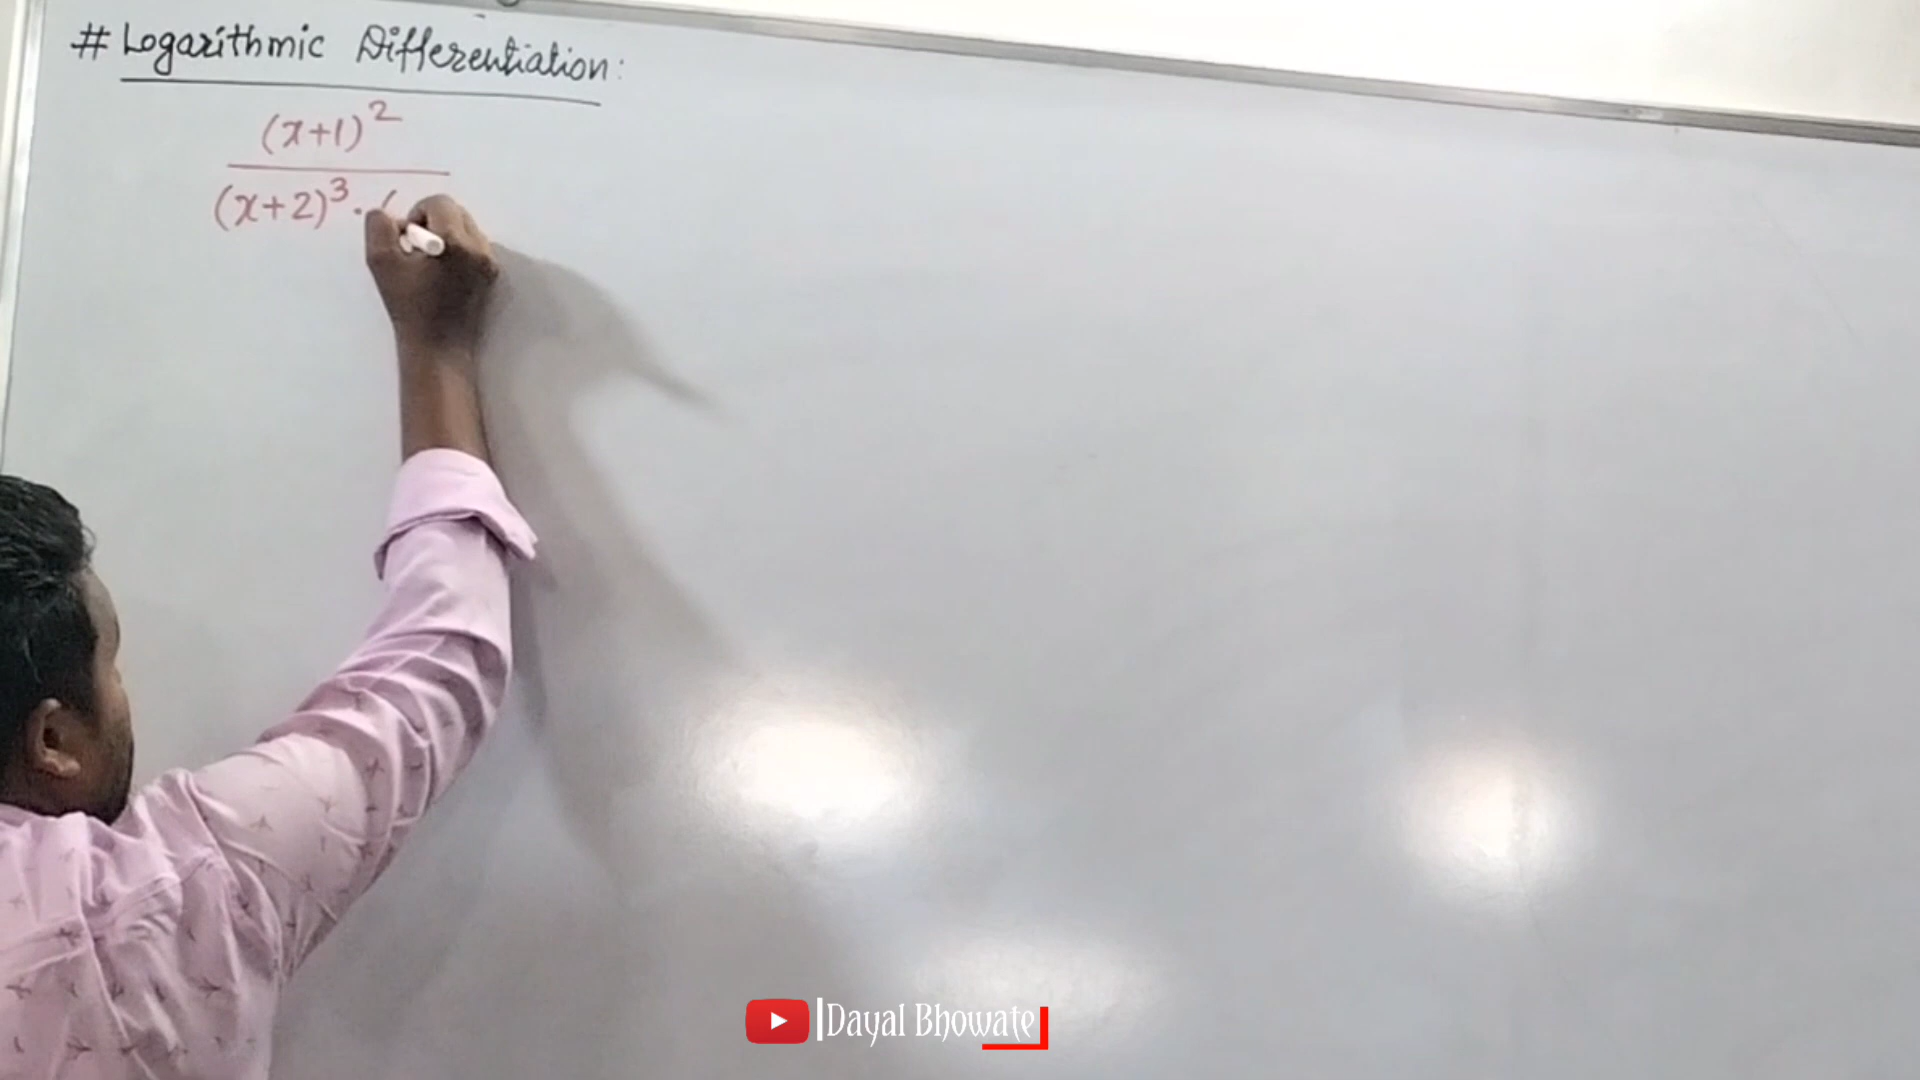 # Logarithmic Differentiation:
(x+1)²
(x+2)³ · (
Dayal Bhowate